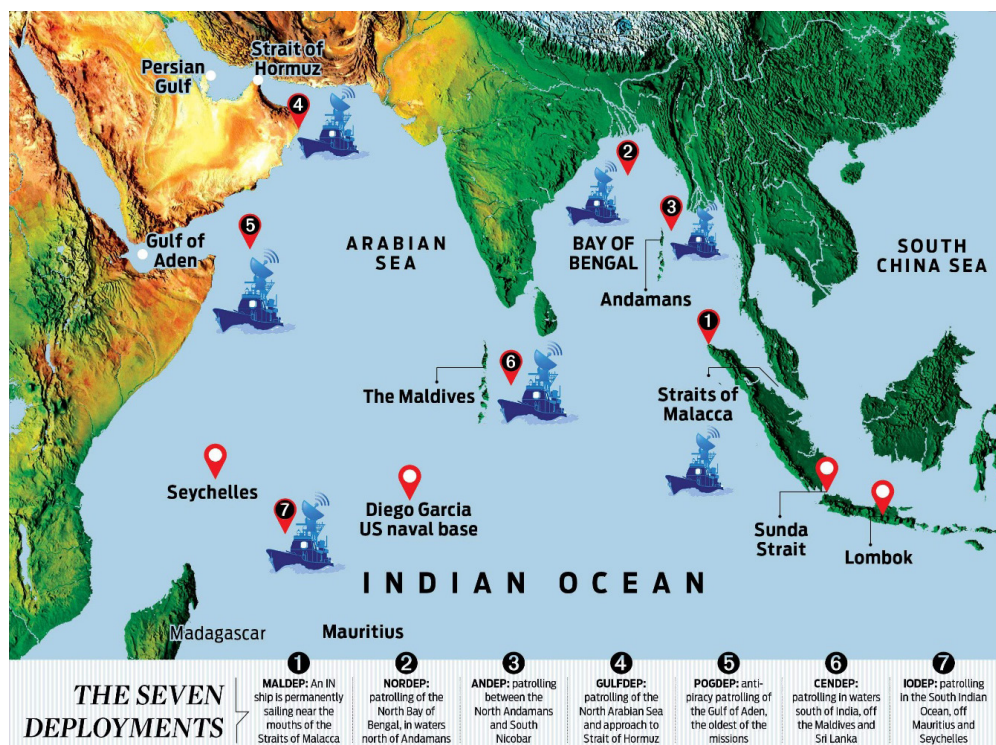 Strait of
Hormuz
Persian
Gulf
4
2
3
5
Gulf of
Aden
ARABIAN
SEA
BAY OF
BENGAL
SOUTH
CHINA SEA
Andamans
1
6
The Maldives
Straits of
Malacca
Seychelles
Diego Garcia
US naval base
7
Sunda
Strait
Lombok
INDIAN OCEAN
Madagascar
Mauritius
THE SEVEN
DEPLOYMENTS
1
MALDEP: An IN
ship is permanently
sailing near the
mouths of the
Straits of Malacca
2
NORDEP:
patrolling of the
North Bay of
Bengal, in waters
north of Andamans
3
ANDEP: patrolling
between the
North Andamans
and South
Nicobar
4
GULFDEP:
patrolling of the
North Arabian Sea
and approach to
Strait of Hormuz
5
POGDEP: anti-
piracy patrolling of
the Gulf of Aden,
the oldest of the
missions
6
CENDEP:
patrolling in waters
south of India, off
the Maldives and
Sri Lanka
7
IODEP: patrolling
in the South Indian
Ocean, off
Mauritius and
Seychelles